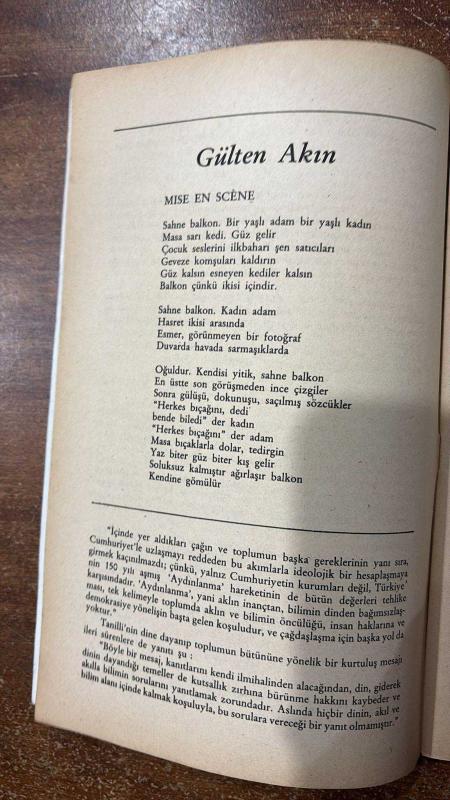 Gülten Akın
MISE EN SCÈNE
Sahne balkon. Bir yaşlı adam bir yaşlı kadın
Masa sarı kedi. Güz gelir
Çocuk seslerini ilkbaharı şen satıcıları
Geveze komşuları kaldırın
Güz kalsın esneyen kediler kalsın
Balkon çünkü ikisi içindir.
Sahne balkon. Kadın adam
Hasret ikisi arasında
Esmer, görünmeyen bir fotoğraf
Duvarda havada sarmaşıklarda
Oğuldur. Kendisi yitik, sahne balkon
En üstte son görüşmeden ince çizgiler
Sonra gülüşü, dokunuşu, saçılmış sözcükler
"Herkes bıçağını, dedi
bende biledi" der kadın
"Herkes bıçağını" der adam
Masa bıçaklarla dolar, tedirgin
Yaz biter güz biter kış gelir
Soluksuz kalmıştır ağırlaşır balkon
Kendine gömülür
"İçinde yer aldıkları çağın ve toplumun başka gereklerinin yanı sıra,
Cumhuriyet'le uzlaşmayı reddeden bu akımlarla ideolojik bir hesaplaşmaya
girmek kaçınılmazdı; çünkü, yalnız Cumhuriyetin kurumları değil, Türkiye'
nin 150 yılı aşmış 'Aydınlanma' hareketinin de bütün değerleri tehlike
karşısındadır. 'Aydınlanma', yani aklın inançtan, bilimin dinden bağımsızlaş-
ması, tek kelimeyle toplumda aklın ve bilimin öncülüğü, insan haklarına ve
demokrasiye yönelişin başta gelen koşuludur, ve çağdaşlaşma için başka yol da
yoktur."
Tanilli'nin dine dayanıp toplumun bütününe yönelik bir kurtuluş mesajı
ileri sürenlere de yanıtı şu :
"Böyle bir mesaj, kanıtlarını kendi ilmihalinden alacağından, din, giderek
dinin dayandığı temeller de kutsallık zırhına bürünme hakkını kaybeder ve
akılla bilimin sorularını yanıtlamak zorundadır. Aslında hiçbir dinin, akıl ve
bilim alanı içinde kalmak koşuluyla, bu sorulara vereceği bir yanıt olmamıştır."